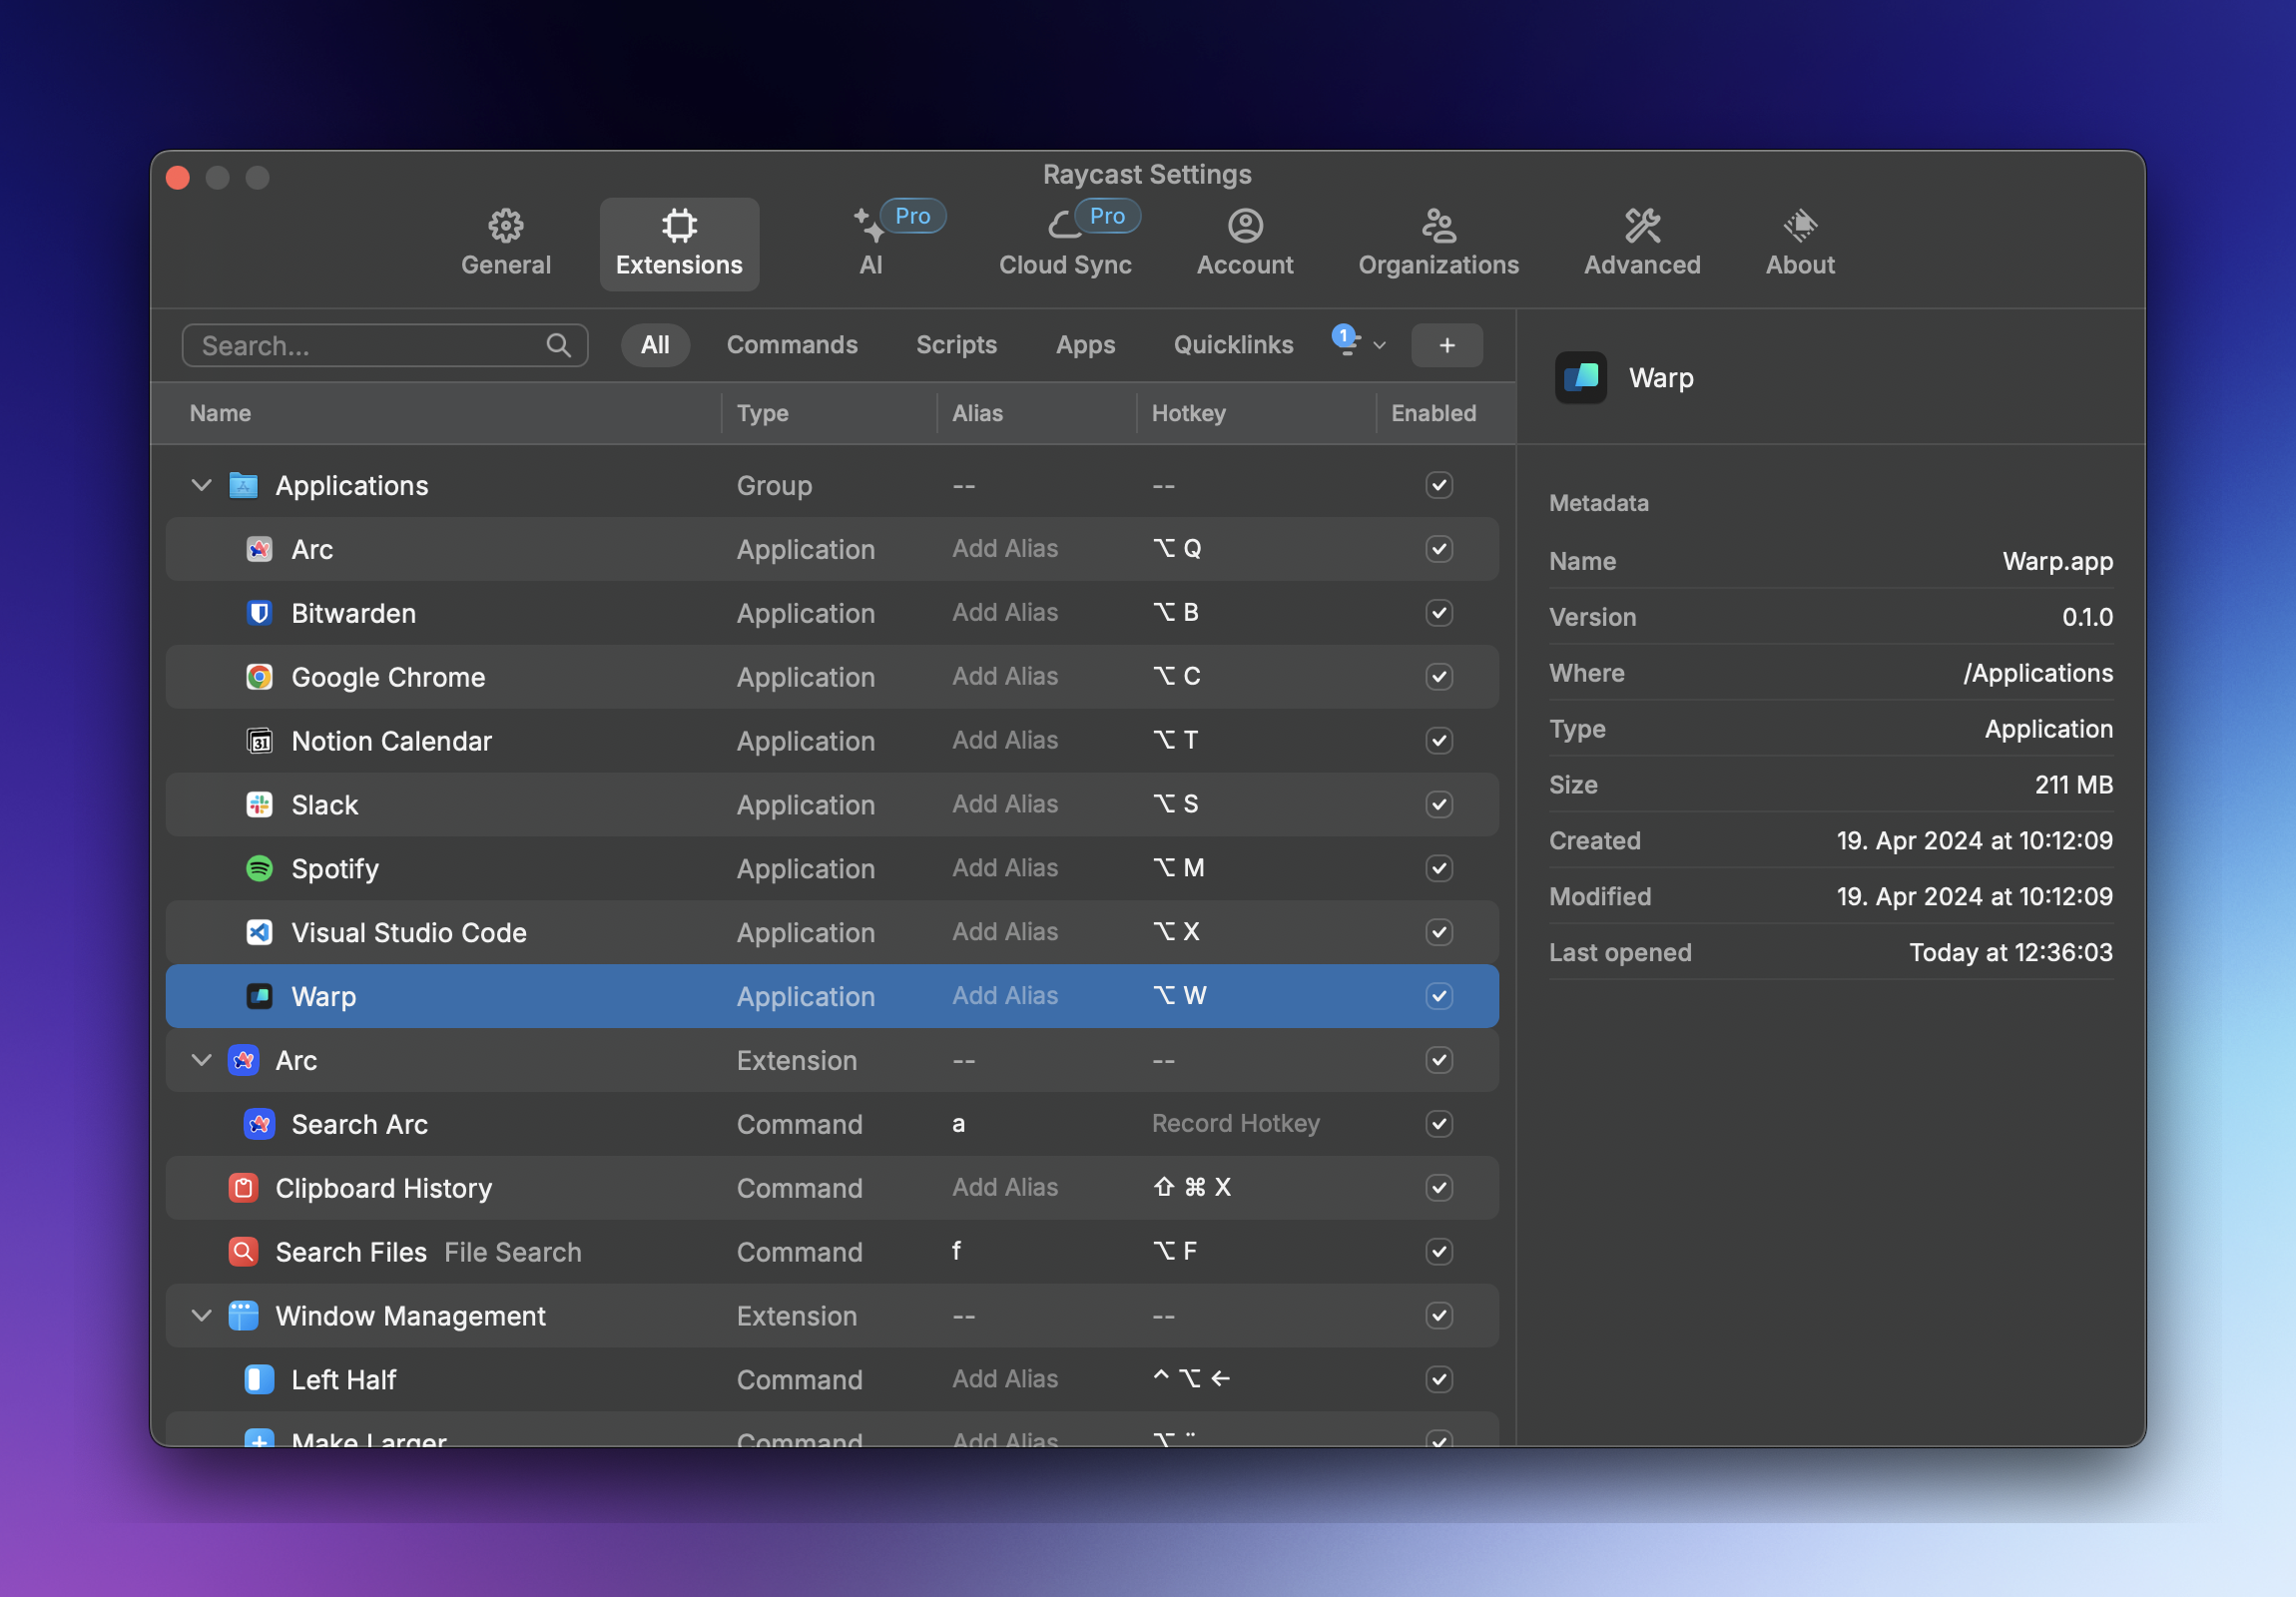 Raycast Settings
General
Extensions
Pro
AI
Pro
Cloud Sync
Account
Organizations
Advanced
About
Search...
All
Commands
Scripts
Apps
Quicklinks
1
+
Name Type Alias Hotkey Enabled
Applications Group -- --
Arc Application Add Alias ⌥ Q
Bitwarden Application Add Alias ⌥ B
Google Chrome Application Add Alias ⌥ C
31 Notion Calendar Application Add Alias ⌥ T
Slack Application Add Alias ⌥ S
Spotify Application Add Alias ⌥ M
Visual Studio Code Application Add Alias ⌥ X
Warp Application Add Alias ⌥ W
Arc Extension -- --
Search Arc Command a Record Hotkey
Clipboard History Command Add Alias ⇧ ⌘ X
Search Files File Search Command f ⌥ F
Window Management Extension -- --
Left Half Command Add Alias ^ ⌥ ←
Make Larger Command Add Alias ⌥ ¨
Warp
Metadata
Name Warp.app
Version 0.1.0
Where /Applications
Type Application
Size 211 MB
Created 19. Apr 2024 at 10:12:09
Modified 19. Apr 2024 at 10:12:09
Last opened Today at 12:36:03